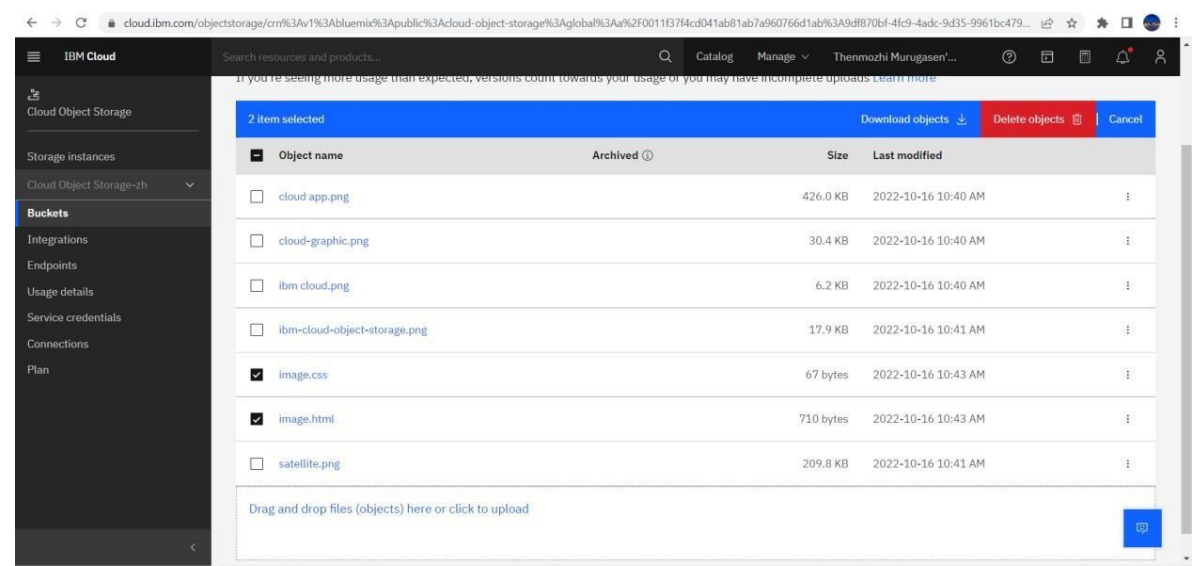 cloud.ibm.com/objectstorage/crn%3Av1%3Abluemix%3Apublic%3Acloud-object-storage%3Aglobal%3Aa%2F0011f37f4cd041ab81ab7a960766d1ab%3A9df870bf-4fc9-4adc-9d35-9961bc479...
IBM Cloud
Search resources and products...
Catalog
Manage
Thenmozhi Murugasen'...
If you're seeing more usage than expected, versions count towards your usage or you may have incomplete uploads Learn more
Cloud Object Storage
Storage instances
Cloud Object Storage-zh
Buckets
Integrations
Endpoints
Usage details
Service credentials
Connections
Plan
2 item selected
Download objects
Delete objects
Cancel
Object name Archived Size Last modified
cloud app.png 426.0 KB 2022-10-16 10:40 AM
cloud-graphic.png 30.4 KB 2022-10-16 10:40 AM
ibm cloud.png 6.2 KB 2022-10-16 10:40 AM
ibm-cloud-object-storage.png 17.9 KB 2022-10-16 10:41 AM
image.css 67 bytes 2022-10-16 10:43 AM
image.html 710 bytes 2022-10-16 10:43 AM
satellite.png 209.8 KB 2022-10-16 10:41 AM
Drag and drop files (objects) here or click to upload